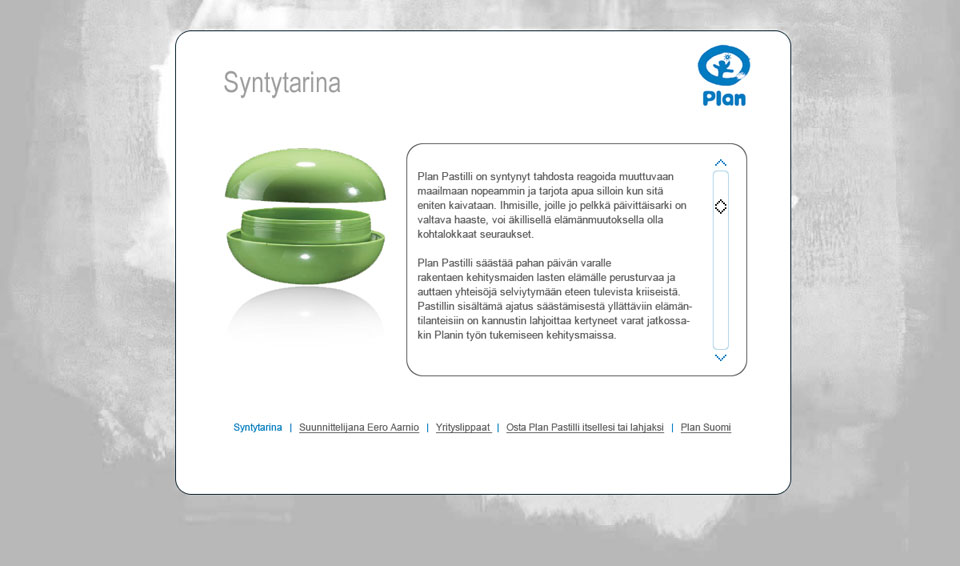 Syntytarina
Plan
Plan Pastilli on syntynyt tahdosta reagoida muuttuvaan
maailmaan nopeammin ja tarjota apua silloin kun sitä
eniten kaivataan. Ihmisille, joille jo pelkkä päivittäisarki on
valtava haaste, voi äkillisellä elämänmuutoksella olla
kohtalokkaat seuraukset.
Plan Pastilli säästää pahan päivän varalle
rakentaen kehitysmaiden lasten elämälle perusturvaa ja
auttaen yhteisöjä selviytymään eteen tulevista kriiseistä.
Pastillin sisältämä ajatus säästämisestä yllättäviin elämän-
tilanteisiin on kannustin lahjoittaa kertyneet varat jatkossa-
kin Planin työn tukemiseen kehitysmaissa.
Syntytarina | Suunnittelijana Eero Aarnio | Yrityslippaat | Osta Plan Pastilli itsellesi tai lahjaksi | Plan Suomi